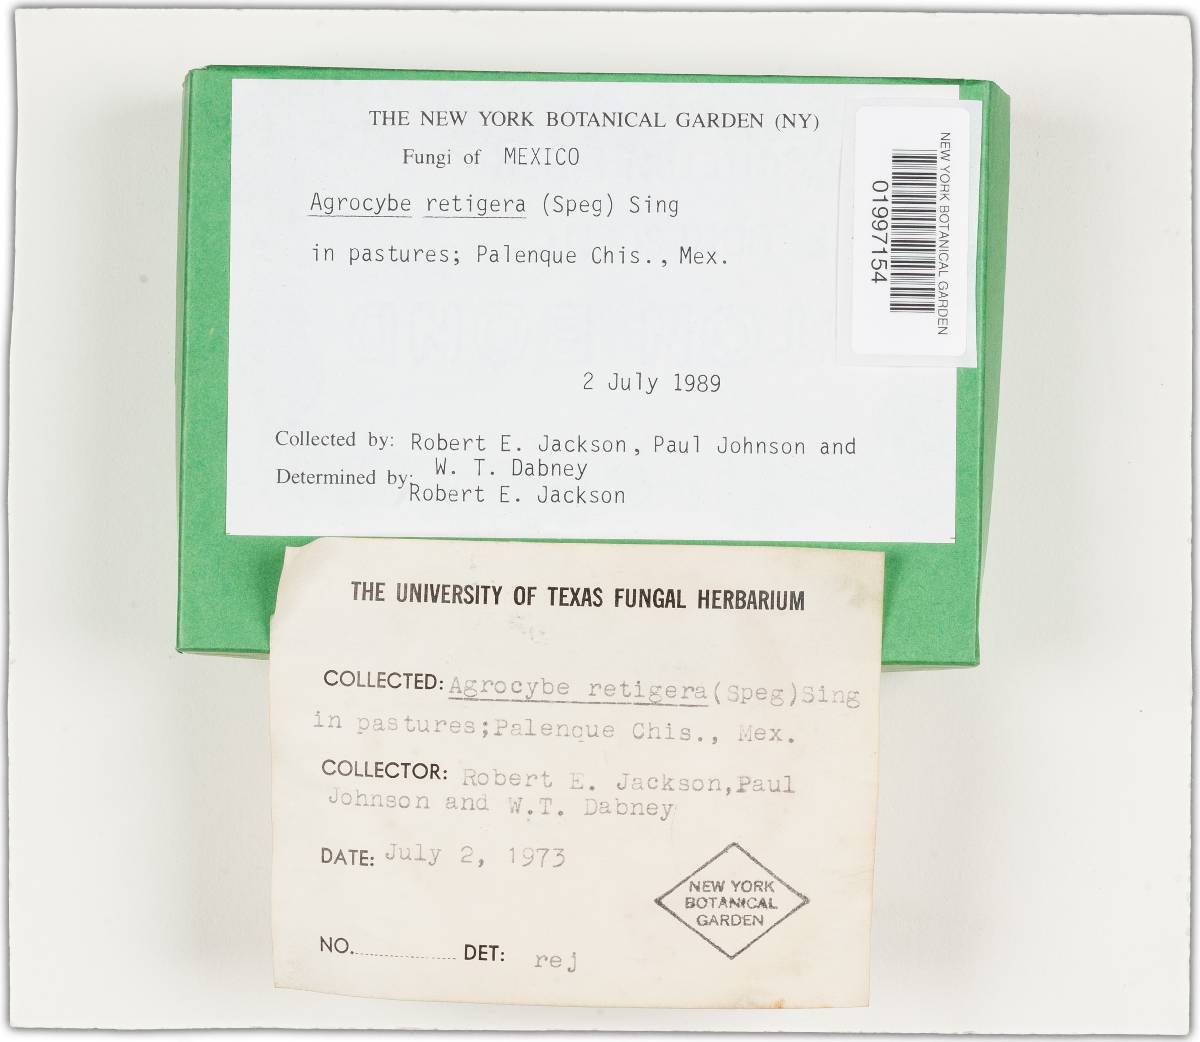 THE NEW YORK BOTANICAL GARDEN (NY)
Fungi of MEXICO
Agrocybe retigera (Speg) Sing
in pastures; Palenque Chis., Mex.
2 July 1989
Collected by: Robert E. Jackson, Paul Johnson and
W. T. Dabney
Determined by: Robert E. Jackson
NEW YORK BOTANICAL GARDEN
01997154
THE UNIVERSITY OF TEXAS FUNGAL HERBARIUM
COLLECTED: Agrocybe retigera(Speg)Sing
in pastures;Palenque Chis., Mex.
COLLECTOR: Robert E. Jackson,Paul
Johnson and W.T. Dabney
DATE: July 2, 1973
NEW YORK
BOTANICAL
GARDEN
NO. DET: rej